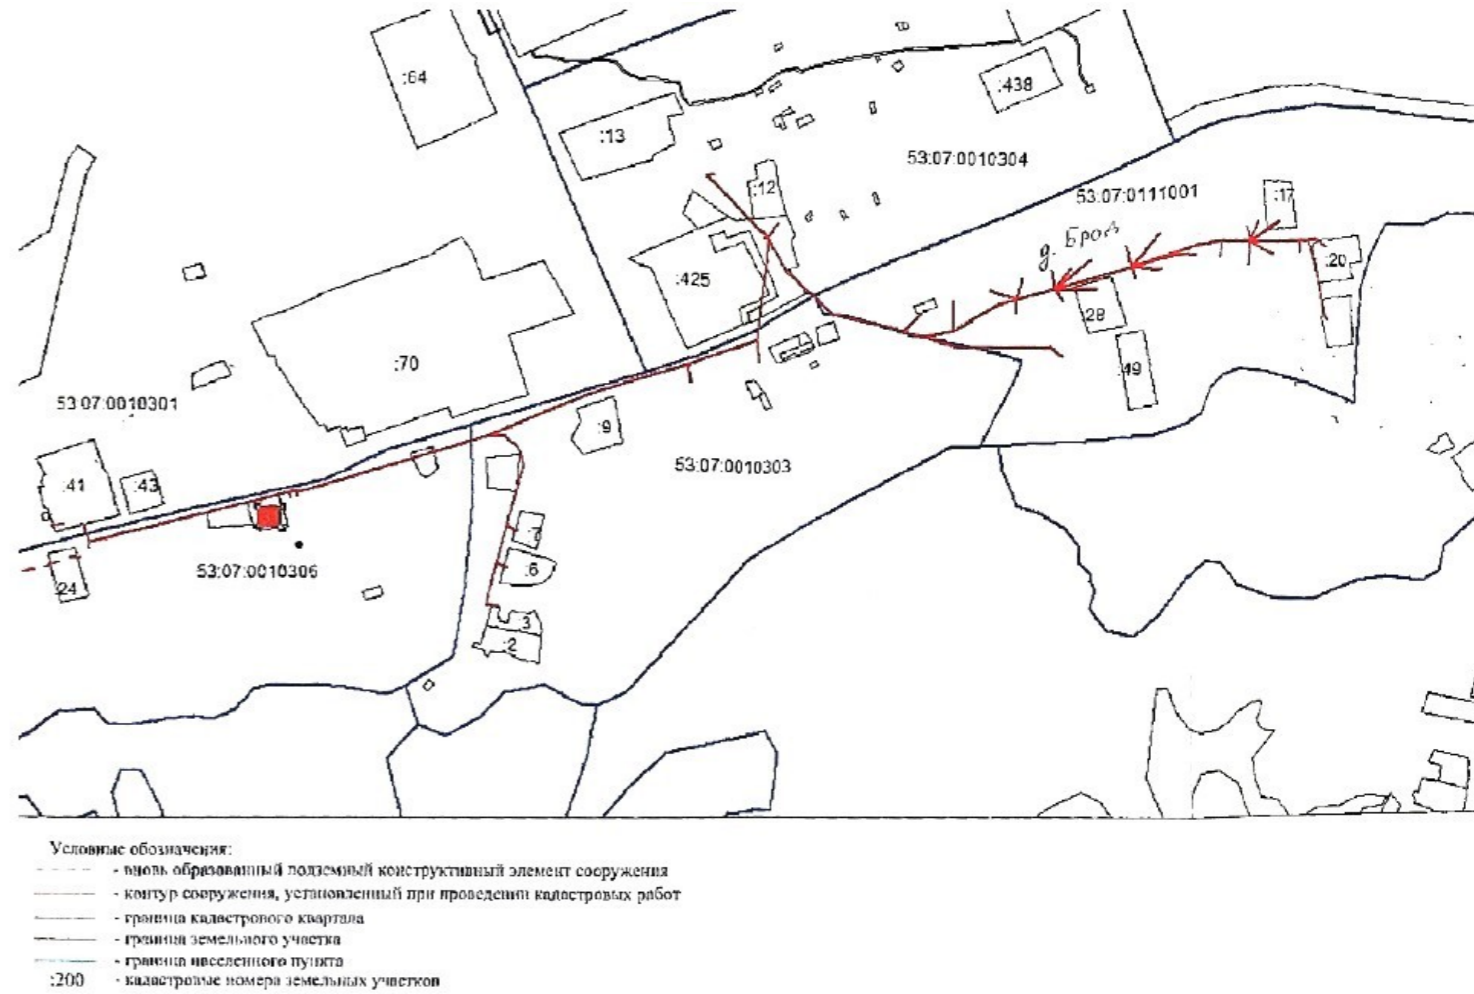 :64
:438
:13
53:07:0010304
:12
53:07:0111001
:17
д. Брод
:20
:425
28
:70
:49
53:07:0010301
:9
53:07:0010303
:41
:43
:7
:6
53:07:0010306
24
3
:2
Условные обозначения:
- вновь образованный подземный конструктивный элемент сооружения
- контур сооружения, установленный при проведении кадастровых работ
- граница кадастрового квартала
- граница земельного участка
- граница населенного пункта
:200 - кадастровые номера земельных участков